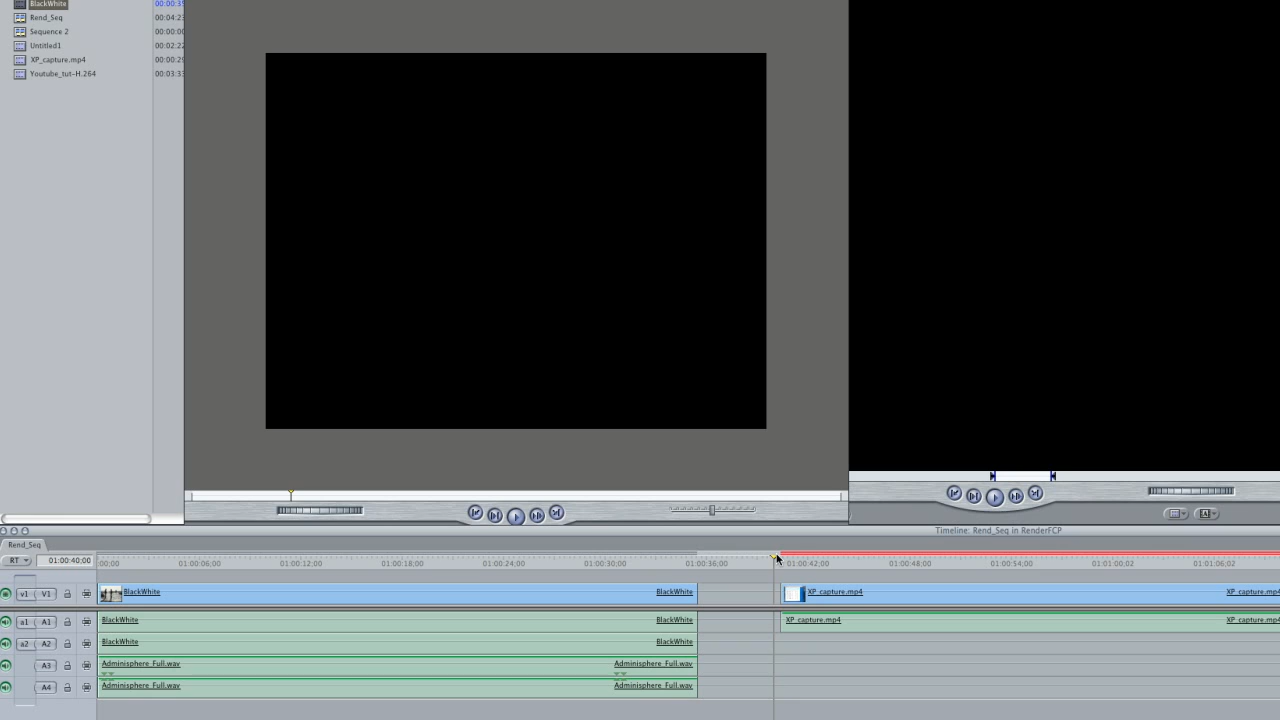 BlackWhite 00:00:3
Rend_Seq 00:04:23
Sequence 2 00:00:00
Untitled1 00:02:22
XP_capture.mp4 00:00:29
Youtube_tut-H.264 00:03:33
Timeline: Rend_Seq in RenderFCP
Rend_Seq
RT 01:00:40;00 :00;00 01:00:06;00 01:00:12;00 01:00:18;00 01:00:24;00 01:00:30;00 01:00:36;00 01:00:42;00 01:00:48;00 01:00:54;00 01:01:00;02 01:01:06;02
v1 V1 BlackWhite BlackWhite XP_capture.mp4 XP_capture.mp4
a1 A1 BlackWhite BlackWhite XP_capture.mp4 XP_capture.mp4
a2 A2 BlackWhite BlackWhite
A3 Adminisphere_Full.wav Adminisphere_Full.wav
A4 Adminisphere_Full.wav Adminisphere_Full.wav